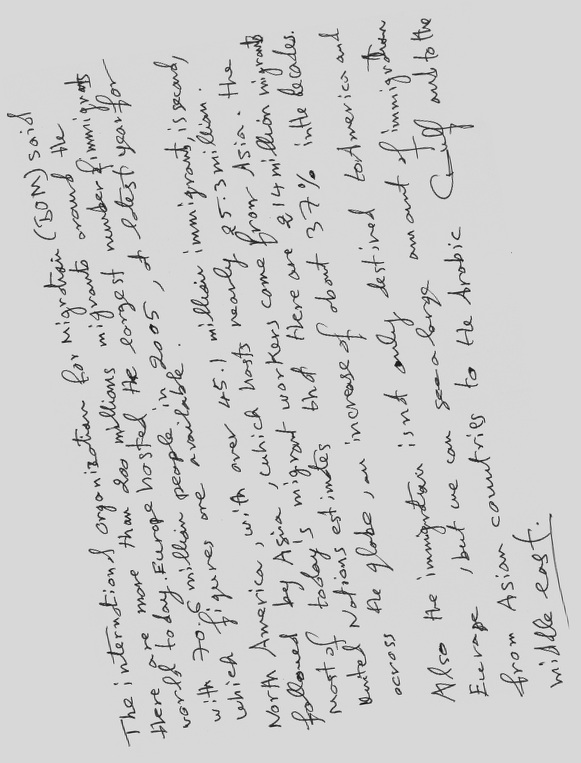 The international organization for Migration (IOM) said
there are more than 200 millions migrants around the
world today. Europe hosted the largest number of immigrants
with 70.6 million people in 2005, at latest year for
which figures are available.
North America, with over 45.1 million immigrants, is second,
followed by Asia, which hosts nearly 25.3 million.
most of today's migrant workers come from Asia. the
united Nations estimates that there are 214 million migrants
across the globe, an increase of about 37% in the decades.
Also the immigration isnt only destined to America and
Europe, but we can see a large amount of immigration
from Asian countries to the Arabic Gulf and to the
middle east.